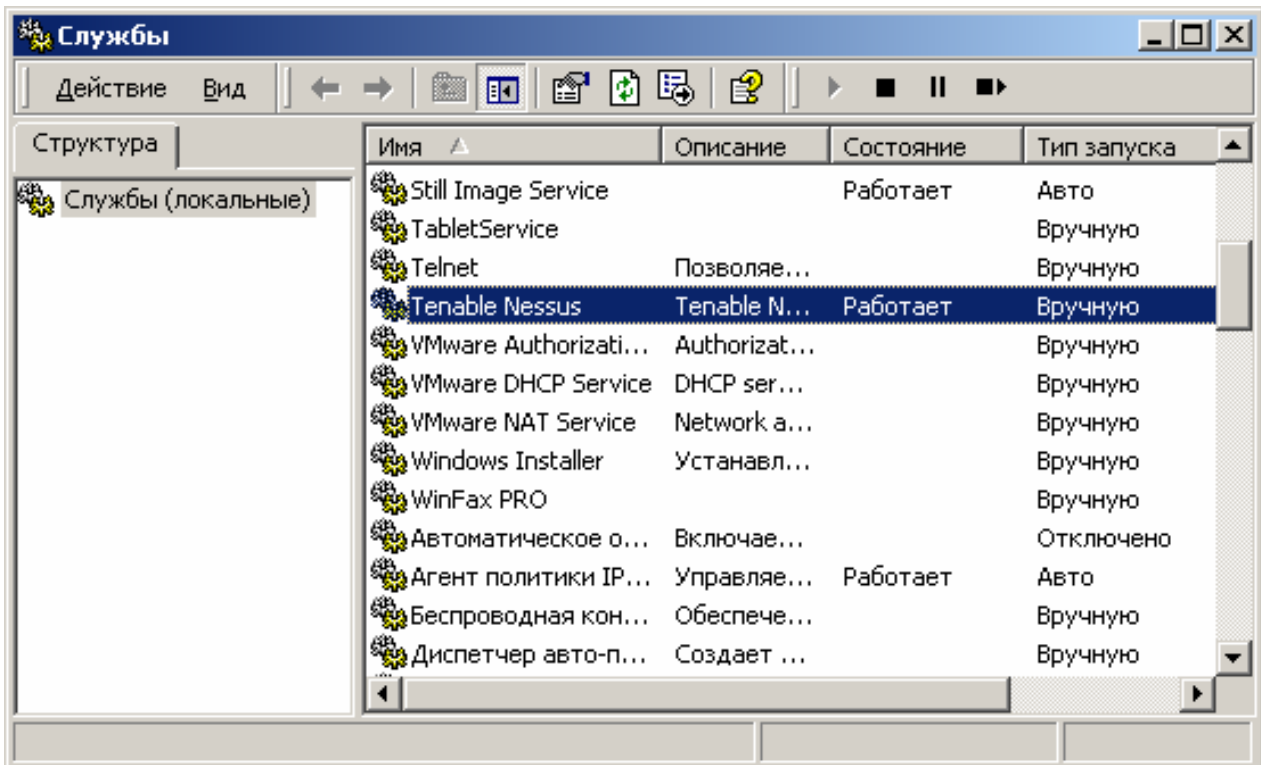 Службы
Действие Вид
Структура
Службы (локальные)
Имя Описание Состояние Тип запуска
Still Image Service Работает Авто
TabletService Вручную
Telnet Позволяе... Вручную
Tenable Nessus Tenable N... Работает Вручную
VMware Authorizati... Authorizat... Вручную
VMware DHCP Service DHCP ser... Вручную
VMware NAT Service Network a... Вручную
Windows Installer Устанавл... Вручную
WinFax PRO Вручную
Автоматическое о... Включае... Отключено
Агент политики IP... Управляе... Работает Авто
Беспроводная кон... Обеспече... Вручную
Диспетчер авто-п... Создает ... Вручную